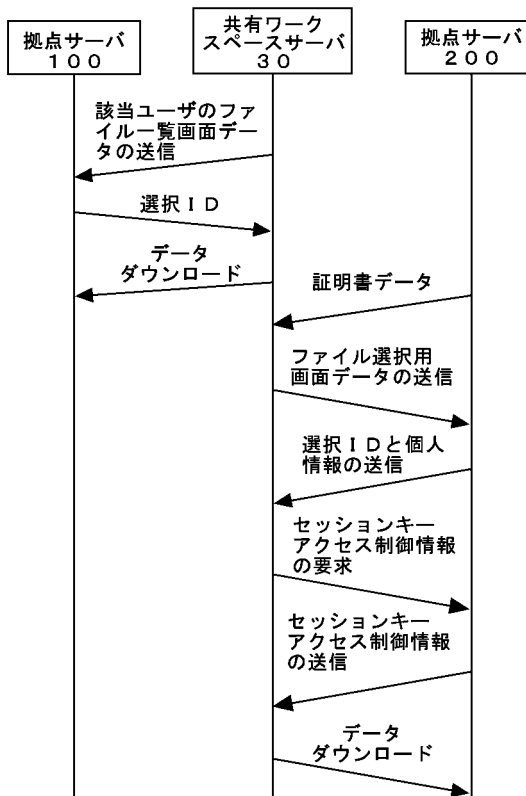 拠点サーバ
１００
共有ワーク
スペースサーバ
３０
拠点サーバ
２００
該当ユーザのファ
イル一覧画面デー
タの送信
選択ＩＤ
データ
ダウンロード
証明書データ
ファイル選択用
画面データの送信
選択ＩＤと個人
情報の送信
セッションキー
アクセス制御情報
の要求
セッションキー
アクセス制御情報
の送信
データ
ダウンロード